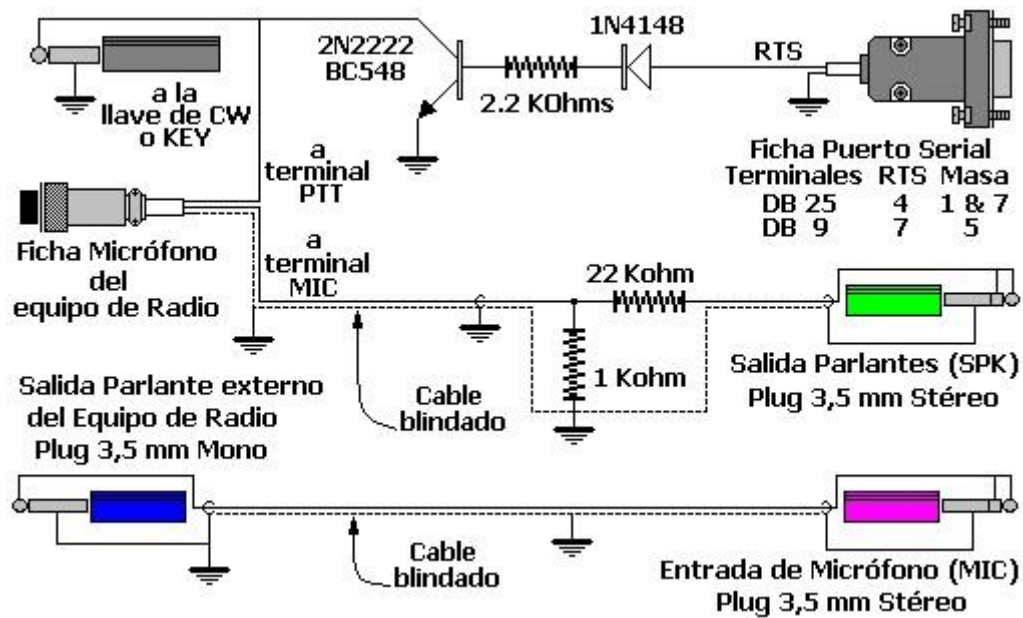 2N2222
BC548
1N4148
RTS
2.2 KOhms
a la
llave de CW
o KEY
a
terminal
PTT
Ficha Puerto Serial
Terminales RTS Masa
DB 25 4 1 & 7
DB 9 7 5
Ficha Micrófono
del
equipo de Radio
a
terminal
MIC
22 Kohm
1 Kohm
Cable
blindado
Salida Parlantes (SPK)
Plug 3,5 mm Stéreo
Salida Parlante externo
del Equipo de Radio
Plug 3,5 mm Mono
Cable
blindado
Entrada de Micrófono (MIC)
Plug 3,5 mm Stéreo